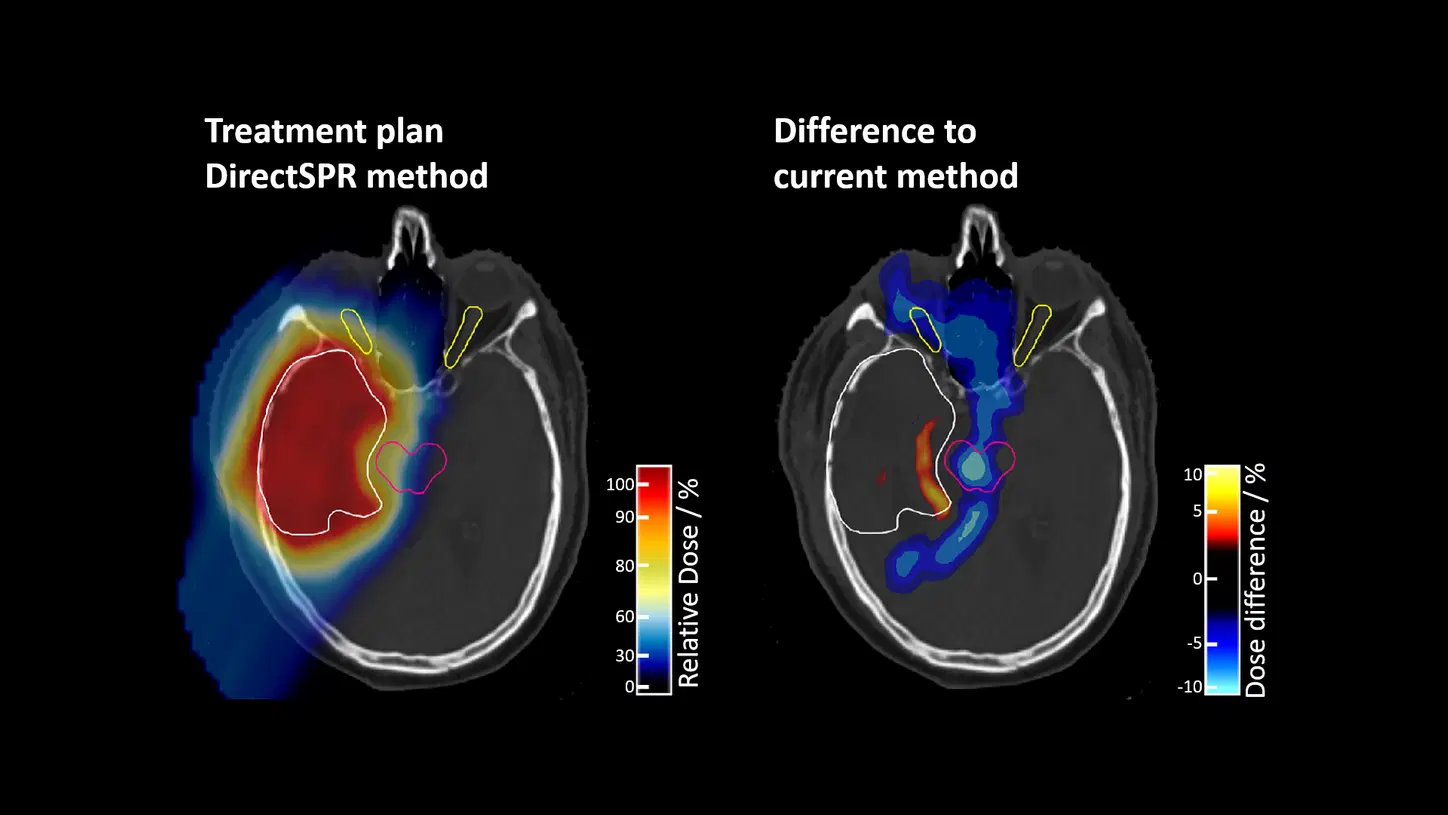 Treatment plan
DirectSPR method
100
90
80
60
30
0
Relative Dose / %
Difference to
current method
10
5
0
-5
-10
Dose difference / %